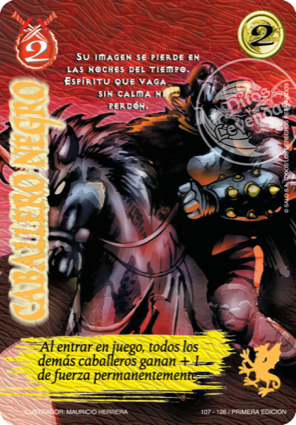 2
2
Su imagen se pierde en
las noches del tiempo.
Espíritu que vaga
sin calma ni
perdón.
CABALLERO NEGRO
Mitos
Leyendas
Al entrar en juego, todos los
demás caballeros ganan + 1
de fuerza permanentemente
ILUSTRADOR: MAURICIO HERRERA
107 - 126 / PRIMERA EDICION